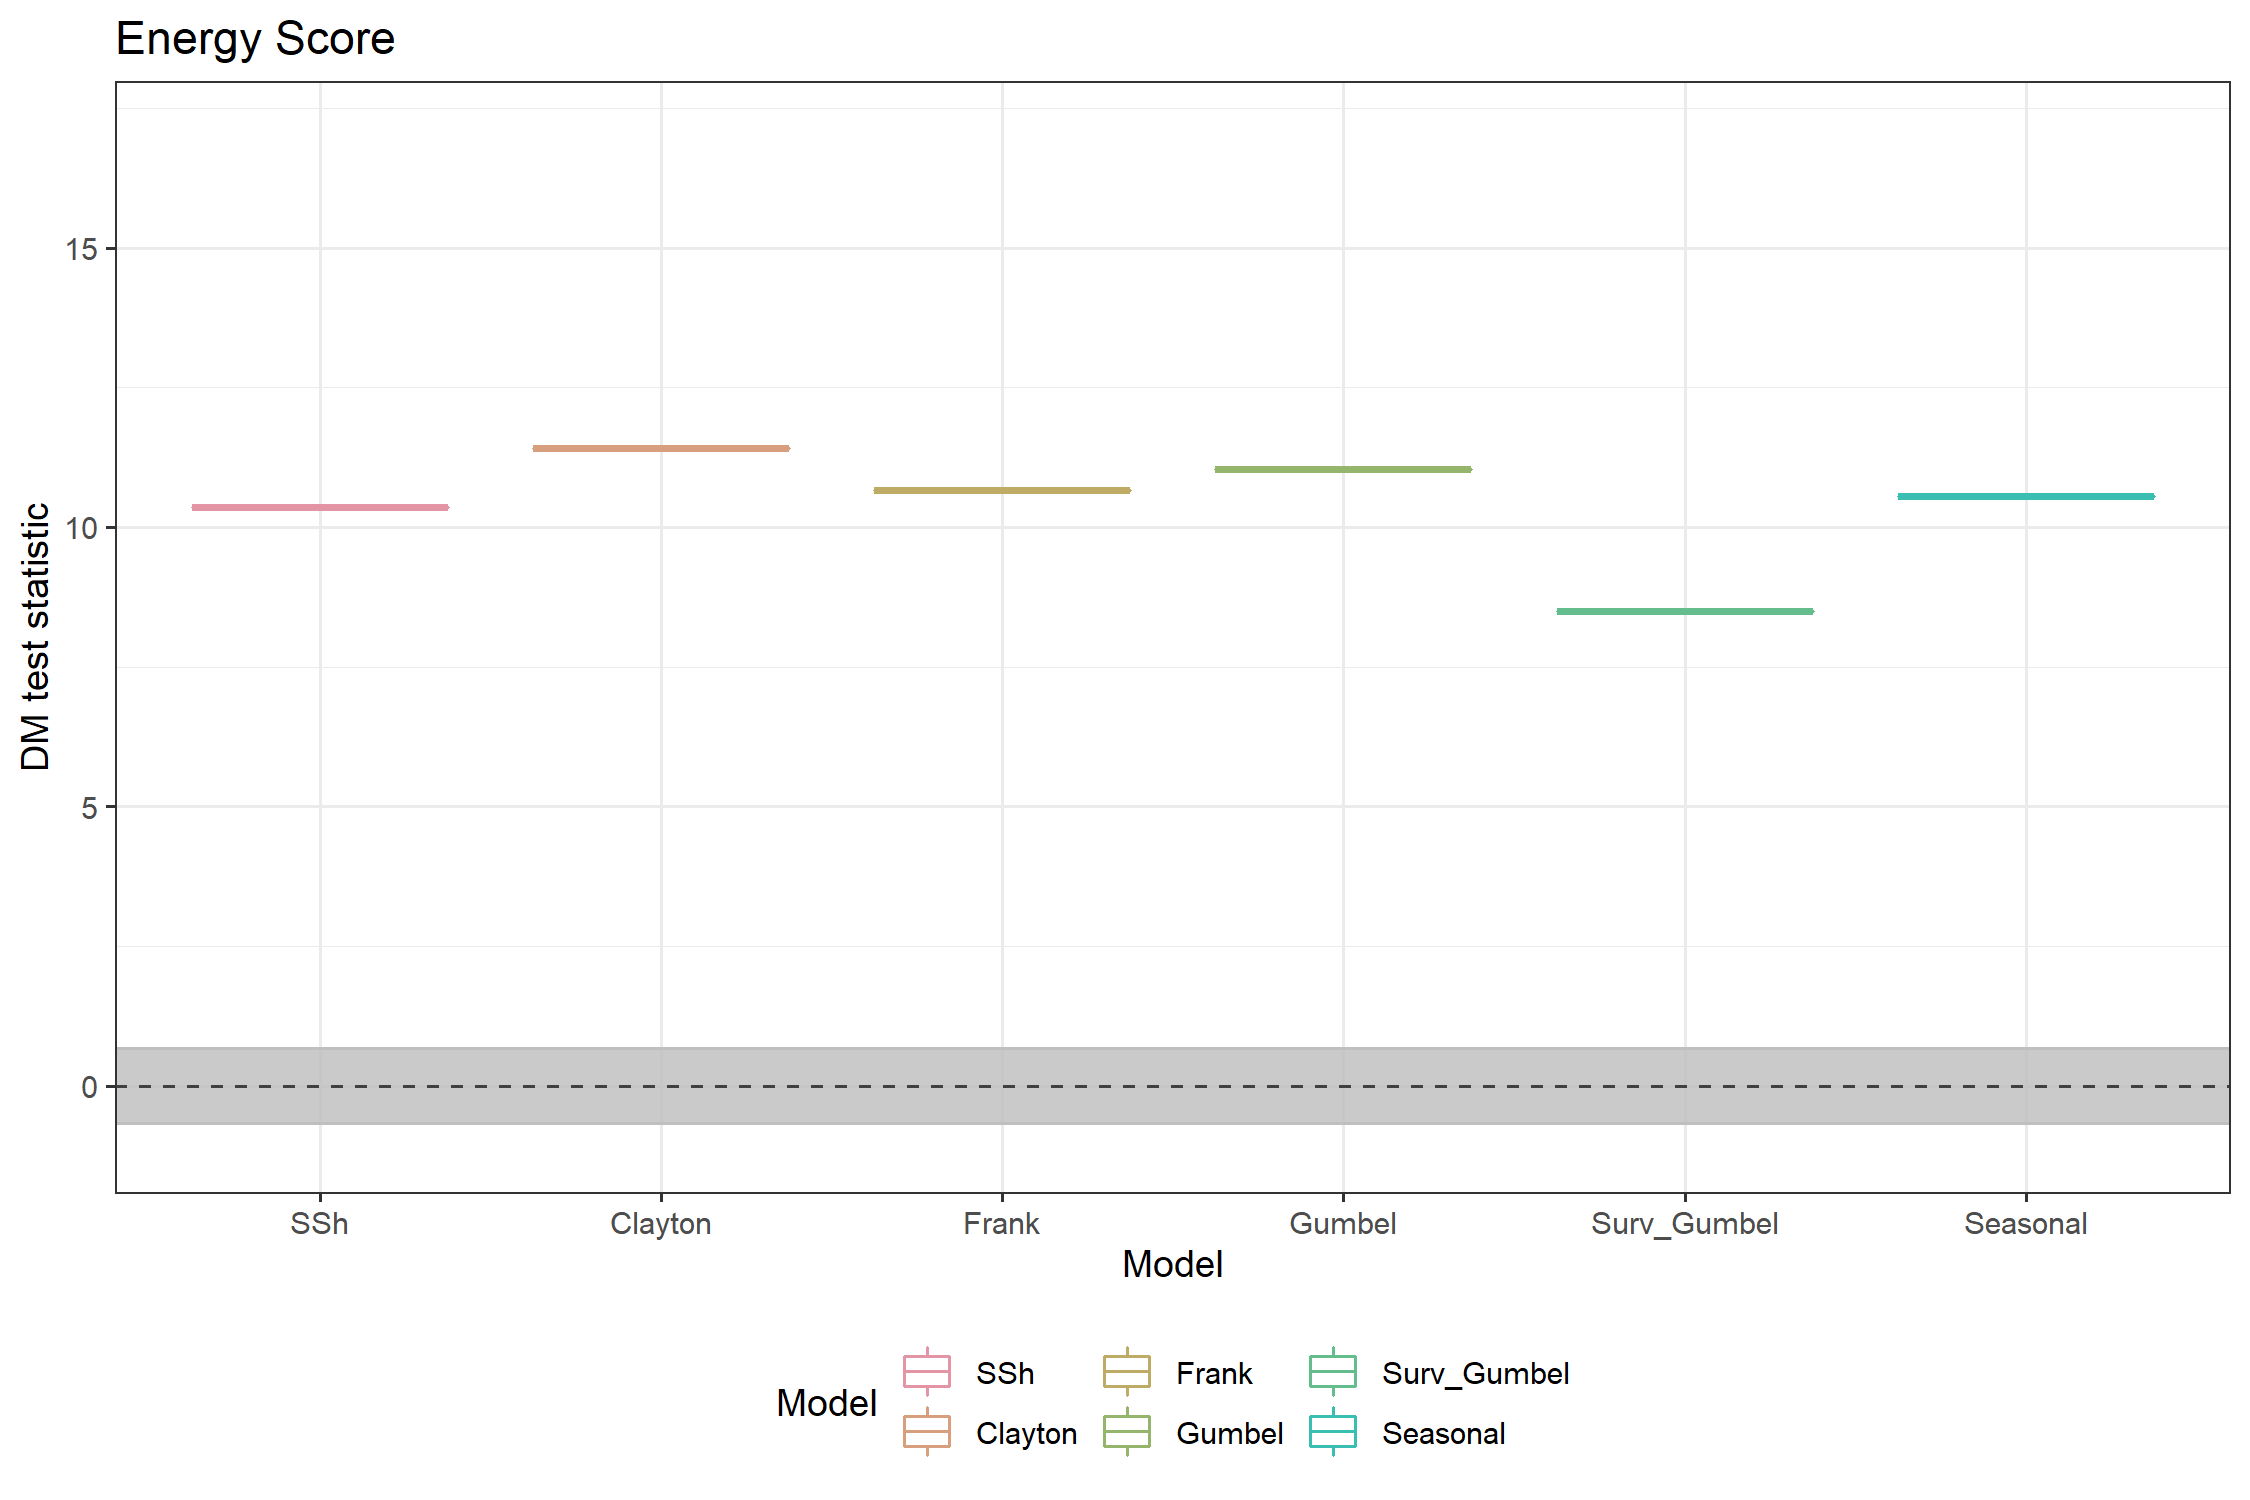 Energy Score
DM test statistic
15
10
5
0
SSh Clayton Frank Gumbel Surv_Gumbel Seasonal
Model
Model
SSh Frank Surv_Gumbel
Clayton Gumbel Seasonal